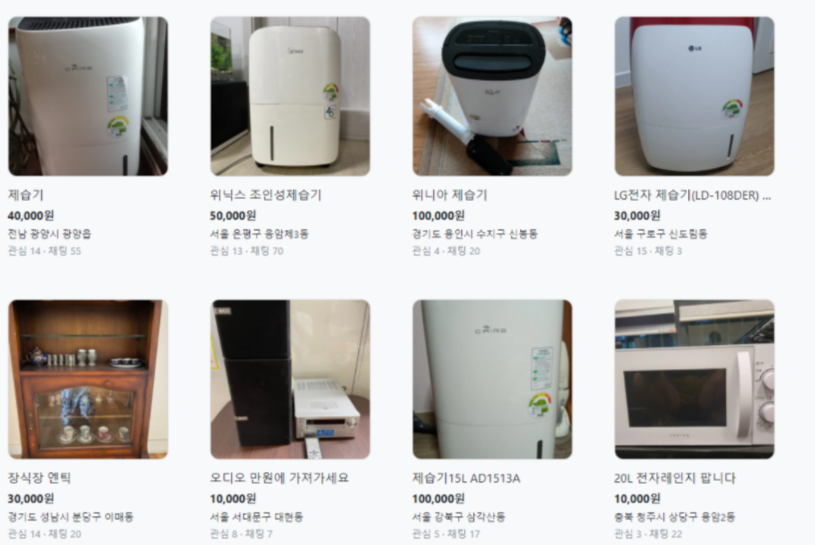 제습기
40,000원
전남 광양시 광양읍
관심 14 · 채팅 55
위닉스 조인성제습기
50,000원
서울 은평구 응암제3동
관심 13 · 채팅 70
위니아 제습기
100,000원
경기도 용인시 수지구 신봉동
관심 4 · 채팅 20
LG
LG전자 제습기(LD-108DER) ...
30,000원
서울 구로구 신도림동
관심 15 · 채팅 3
장식장 엔틱
30,000원
경기도 성남시 분당구 이매동
관심 14 · 채팅 20
오디오 만원에 가져가세요
10,000원
서울 서대문구 대현동
관심 8 · 채팅 7
제습기15L AD1513A
100,000원
서울 강북구 삼각산동
관심 5 · 채팅 17
20L 전자레인지 팝니다
10,000원
충북 청주시 상당구 용암2동
관심 3 · 채팅 22